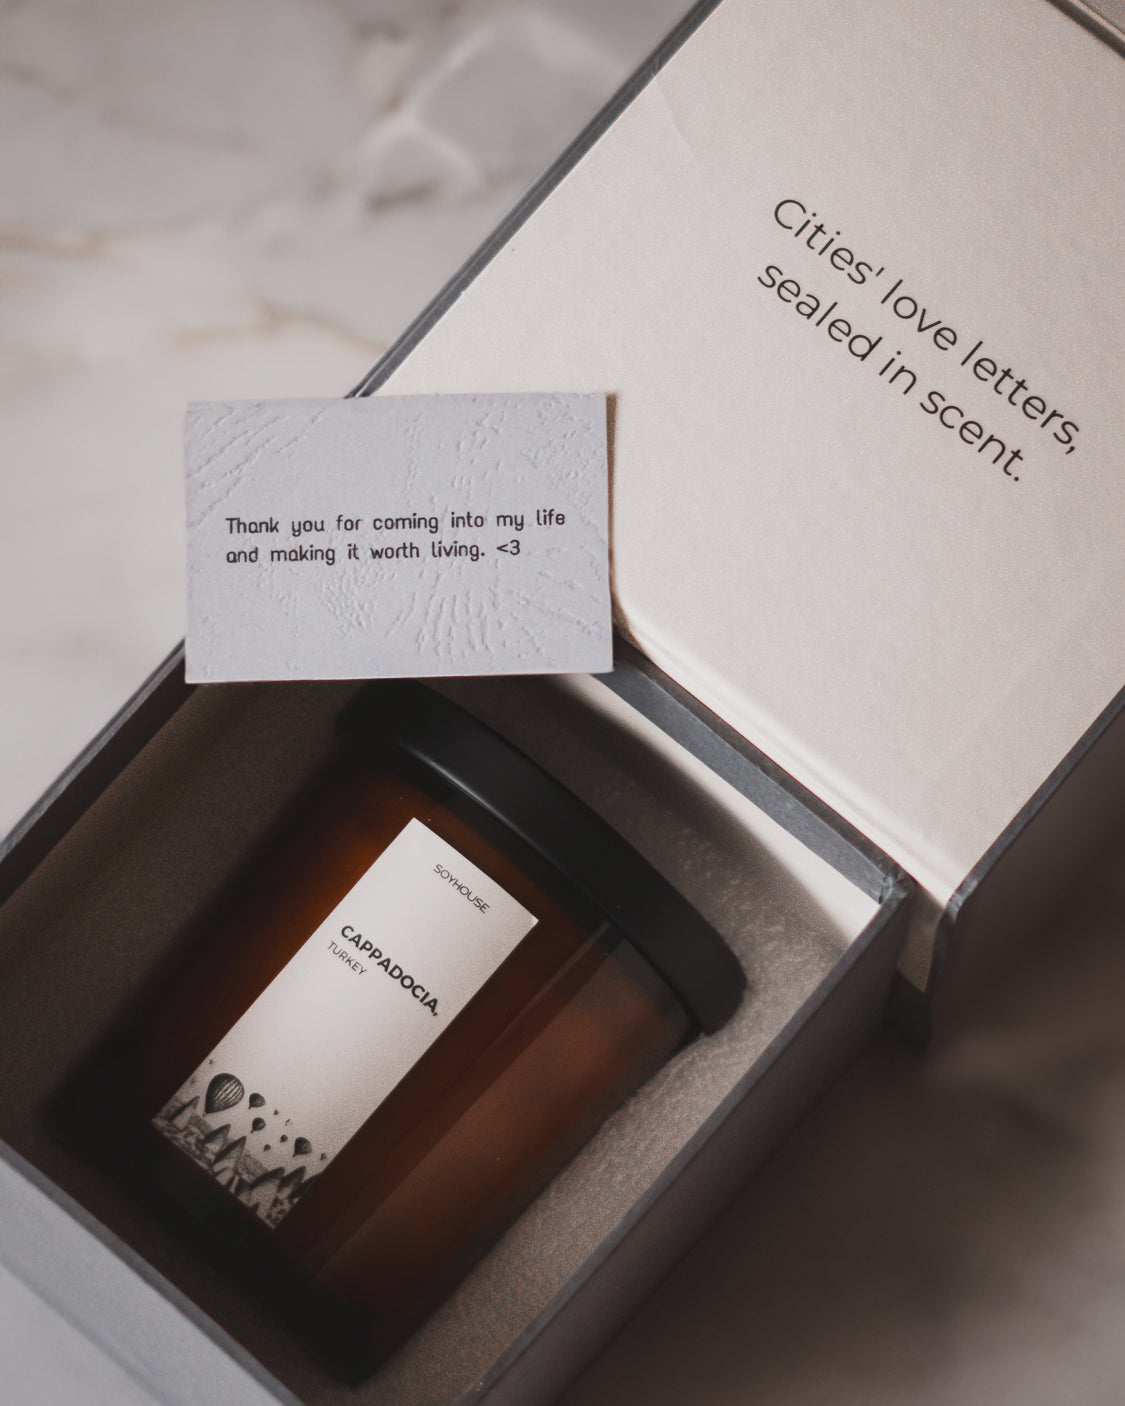 Cities' love letters,
sealed in scent.
Thank you for coming into my life
and making it worth living. <3
SOYHOUSE
CAPPADOCIA,
TURKEY